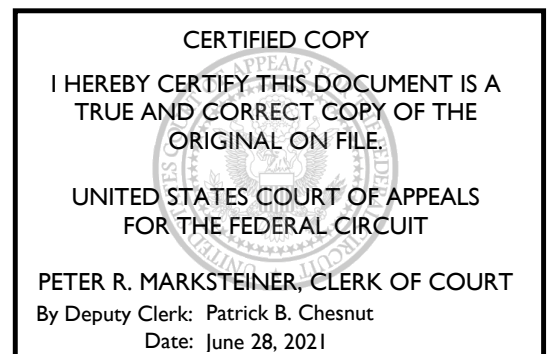 CERTIFIED COPY
I HEREBY CERTIFY THIS DOCUMENT IS A
TRUE AND CORRECT COPY OF THE
ORIGINAL ON FILE.
UNITED STATES COURT OF APPEALS
FOR THE FEDERAL CIRCUIT
PETER R. MARKSTEINER, CLERK OF COURT
By Deputy Clerk: Patrick B. Chesnut
Date: June 28, 2021